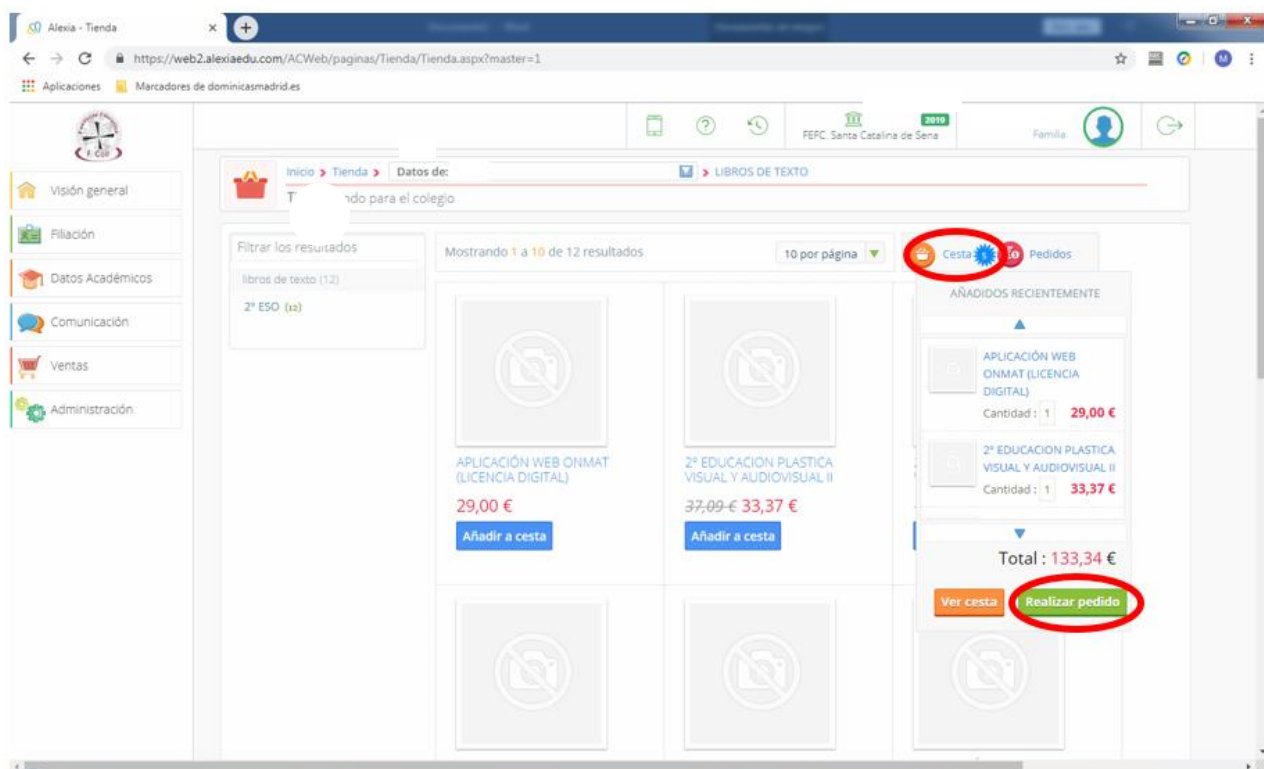 Alexia - Tienda
https://web2.alexiaedu.com/ACWeb/paginas/Tienda/Tienda.aspx?master=1
Aplicaciones Marcadores de dominicasmadrid.es
FEFC. Santa Catalina de Sena
2019
Familia
Visión general
Filiación
Datos Académicos
Comunicación
Ventas
Administración
Inicio > Tienda > Datos de: > LIBROS DE TEXTO
para el colegio
Filtrar los resultados
libros de texto (12)
2º ESO (12)
Mostrando 1 a 10 de 12 resultados
10 por página
Cesta
Pedidos
APLICACIÓN WEB ONMAT
(LICENCIA DIGITAL)
29,00 €
Añadir a cesta
2º EDUCACION PLASTICA
VISUAL Y AUDIOVISUAL II
37,09 € 33,37 €
Añadir a cesta
AÑADIDOS RECIENTEMENTE
APLICACIÓN WEB
ONMAT (LICENCIA
DIGITAL)
Cantidad : 1 29,00 €
2º EDUCACION PLASTICA
VISUAL Y AUDIOVISUAL II
Cantidad : 1 33,37 €
Total : 133,34 €
Ver cesta
Realizar pedido